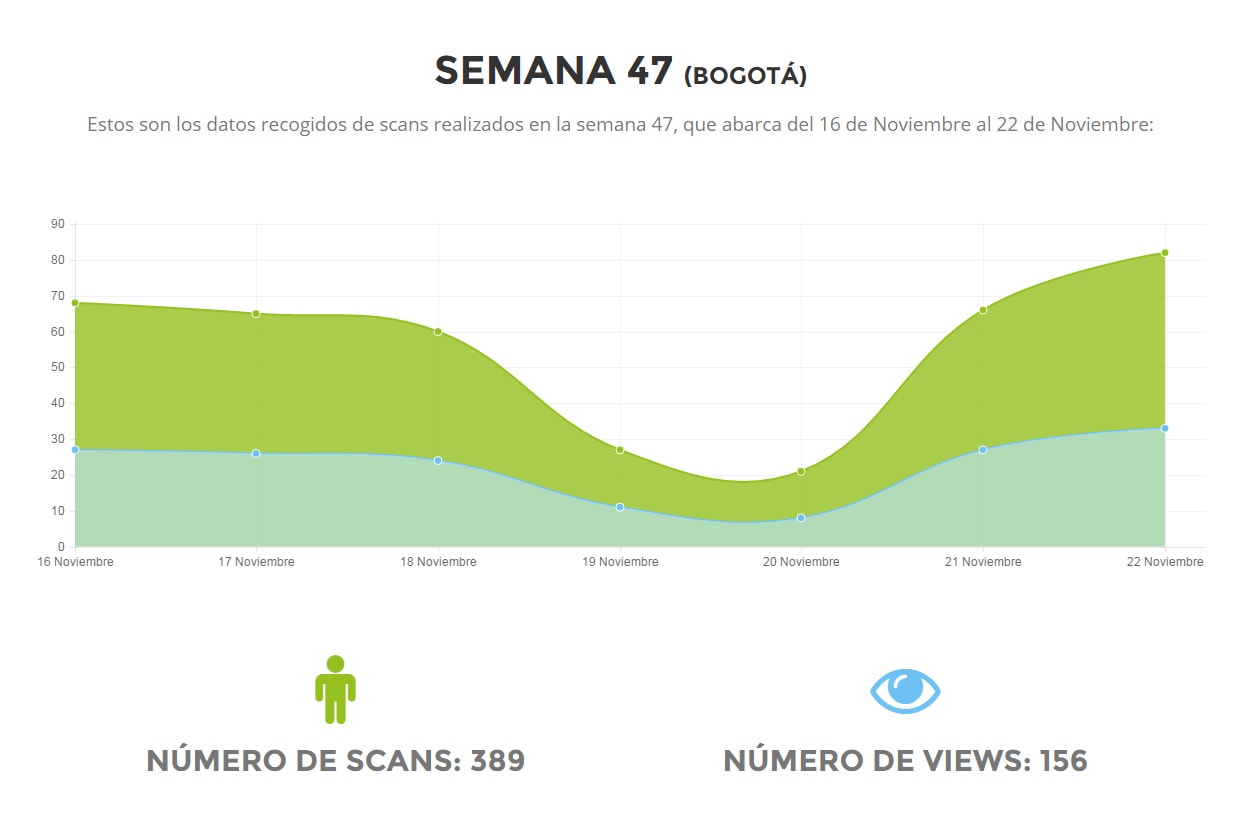 SEMANA 47 (BOGOTÁ)
Estos son los datos recogidos de scans realizados en la semana 47, que abarca del 16 de Noviembre al 22 de Noviembre:
90
80
70
60
50
40
30
20
10
0
16 Noviembre 17 Noviembre 18 Noviembre 19 Noviembre 20 Noviembre 21 Noviembre 22 Noviembre
NÚMERO DE SCANS: 389 NÚMERO DE VIEWS: 156